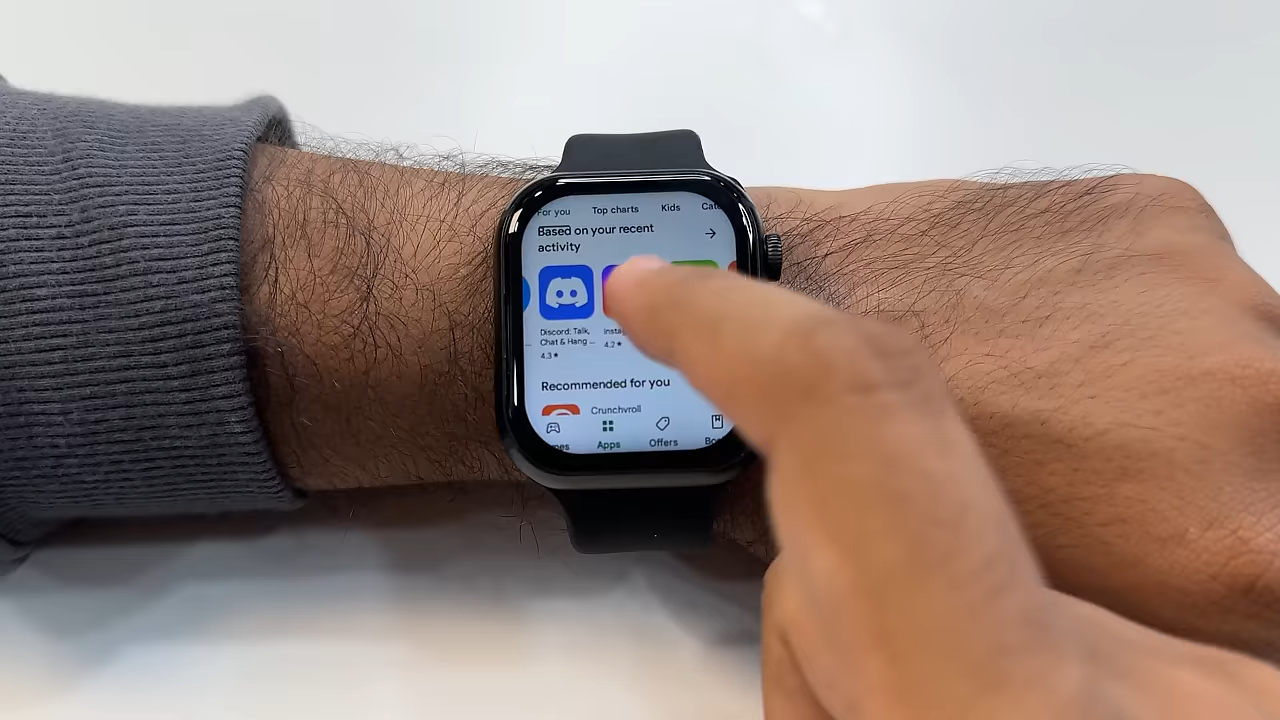 For you Top charts Kids
Based on your recent
activity
Discord: Talk,
Chat & Hang ...
4.3★
4.2★
Recommended for you
Crunchyroll
Apps Offers